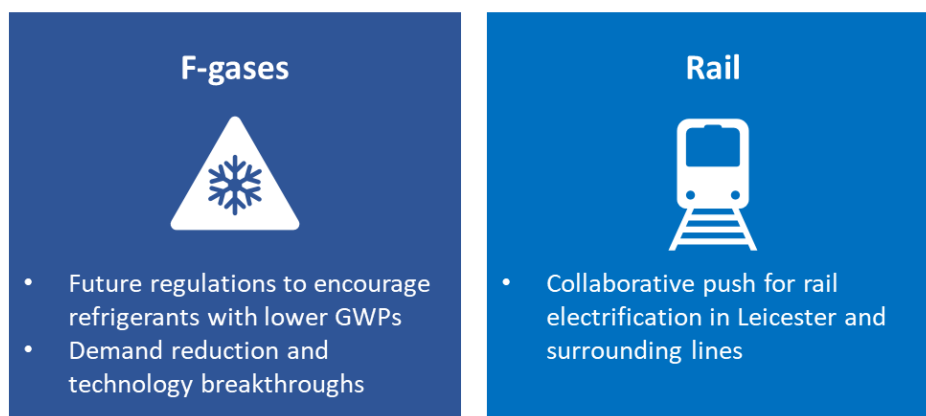 F-gases
• Future regulations to encourage
refrigerants with lower GWPs
• Demand reduction and
technology breakthroughs
Rail
• Collaborative push for rail
electrification in Leicester and
surrounding lines